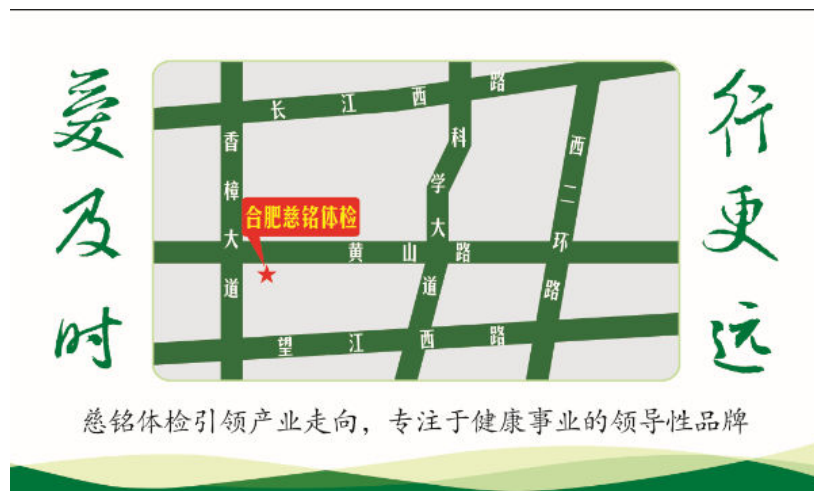 爱及时
行更远
长江西路
香樟大道
科学大道
西二环路
合肥慈铭体检
黄山路
望江西路
慈铭体检引领产业走向，专注于健康事业的领导性品牌